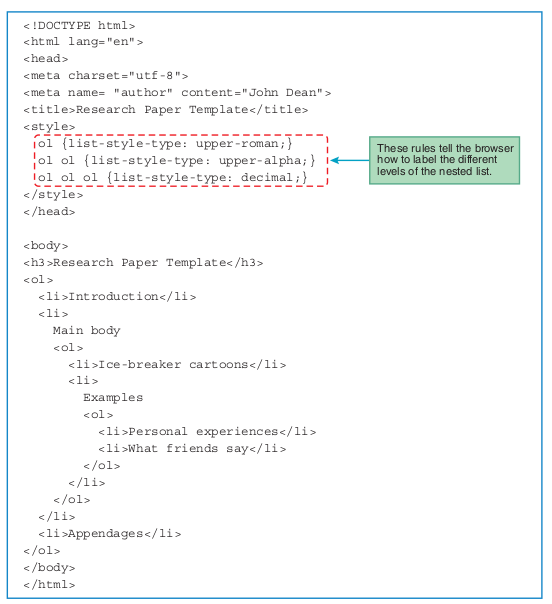 <!DOCTYPE html>
<html lang="en">
<head>
<meta charset="utf-8">
<meta name= "author" content="John Dean">
<title>Research Paper Template</title>
<style>
  ol {list-style-type: upper-roman;}
  ol ol {list-style-type: upper-alpha;}
  ol ol ol {list-style-type: decimal;}
These rules tell the browser
how to label the different
levels of the nested list.
</style>
</head>

<body>
<h3>Research Paper Template</h3>
<ol>
  <li>Introduction</li>
  <li>
    Main body
    <ol>
      <li>Ice-breaker cartoons</li>
      <li>
        Examples
        <ol>
          <li>Personal experiences</li>
          <li>What friends say</li>
        </ol>
      </li>
    </ol>
  </li>
  <li>Appendages</li>
</ol>
</body>
</html>